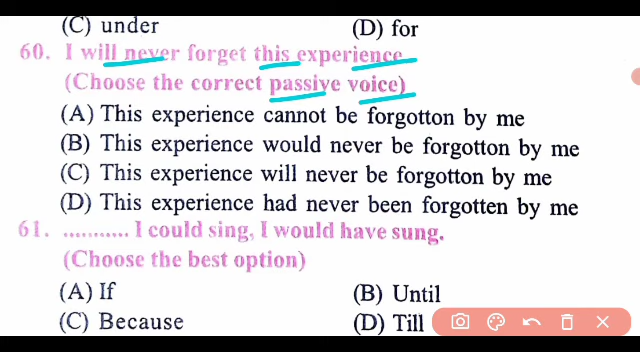 (C) under (D) for
60. I will never forget this experience
(Choose the correct passive voice)
(A) This experience cannot be forgotton by me
(B) This experience would never be forgotton by me
(C) This experience will never be forgotton by me
(D) This experience had never been forgotten by me
61. ........... I could sing, I would have sung.
(Choose the best option)
(A) If (B) Until
(C) Because (D) Till